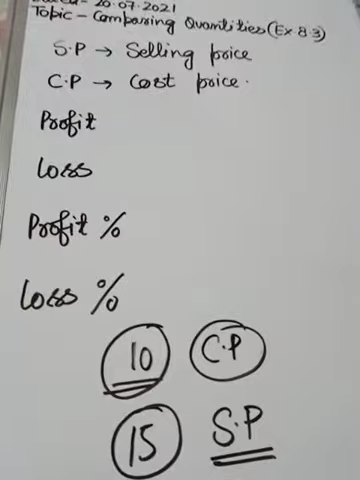 20.07.2021
Topic - Comparing Quantities (Ex 8.3)
S.P → Selling price
C.P → Cost price.
Profit
Loss
Profit %
Loss %
10 C.P
15 S.P